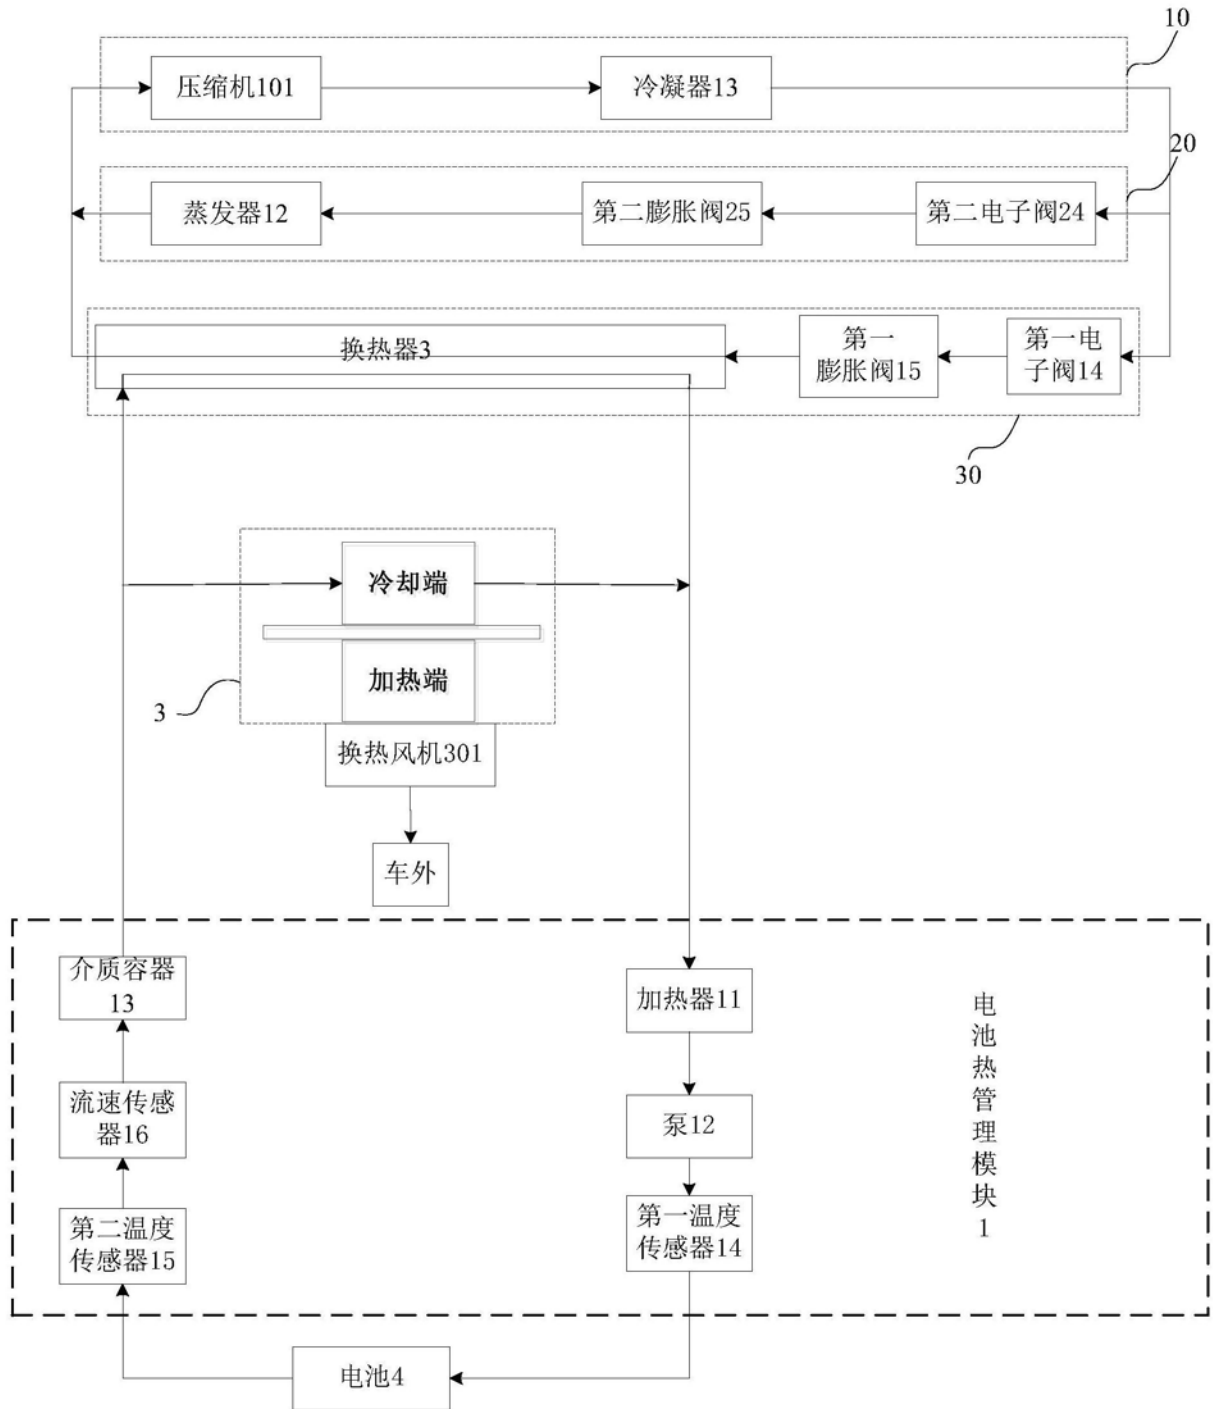 10
压缩机101
冷凝器13
20
蒸发器12
第二膨胀阀25
第二电子阀24
换热器3
第一
膨胀阀15
第一电
子阀14
30
冷却端
加热端
3
换热风机301
车外
介质容器
13
加热器11
电池热管理模块1
流速传感
器16
泵12
第二温度
传感器15
第一温度
传感器14
电池4